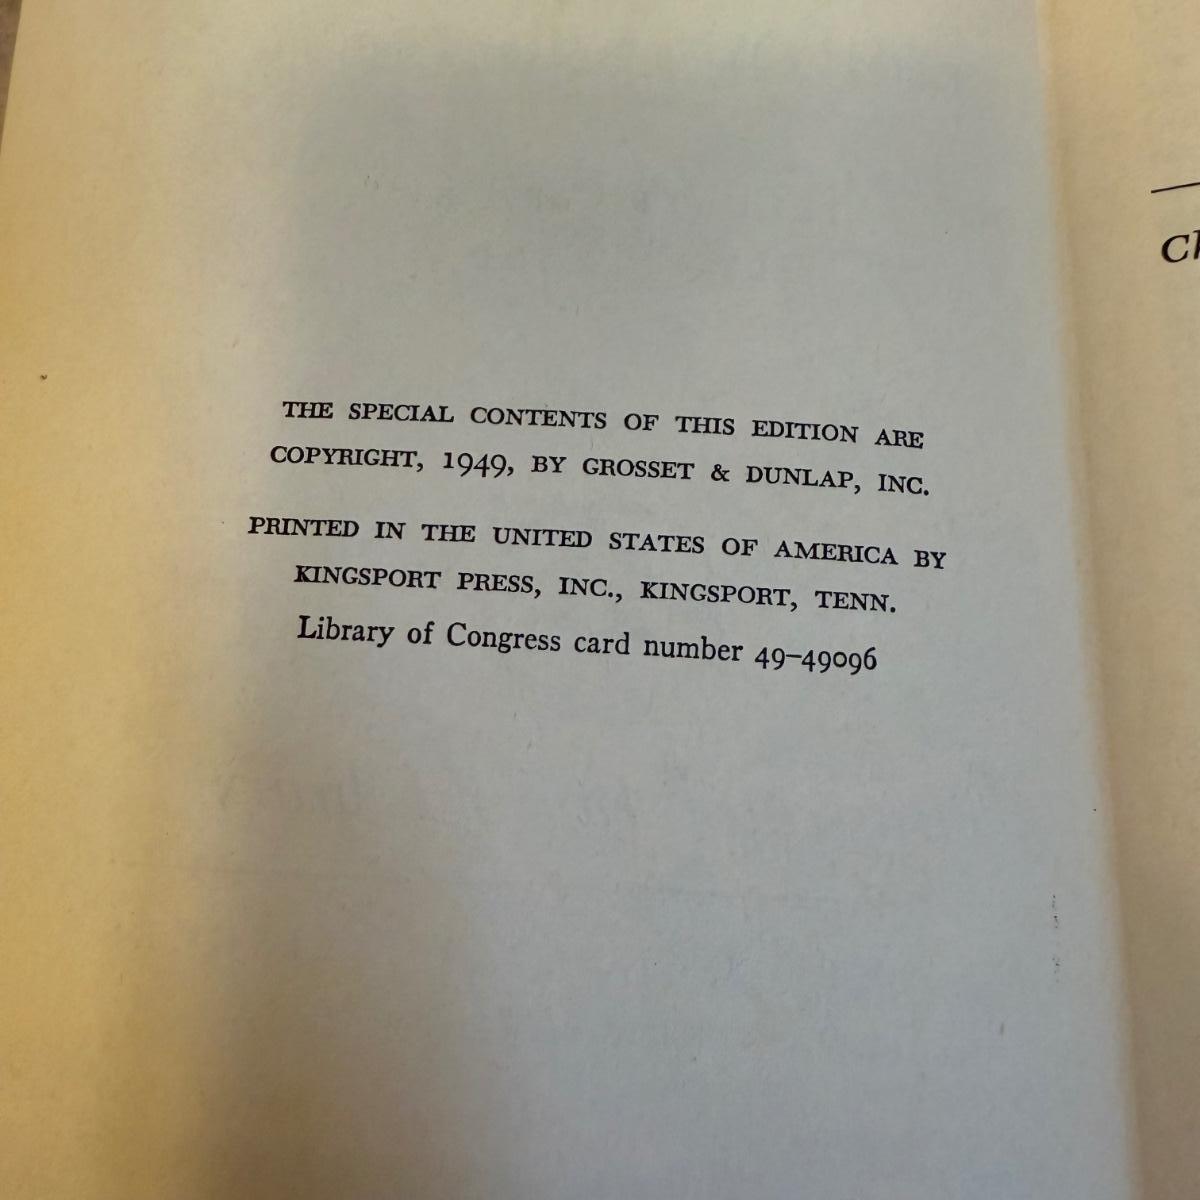 THE SPECIAL CONTENTS OF THIS EDITION ARE
COPYRIGHT, 1949, BY GROSSET & DUNLAP, INC.
PRINTED IN THE UNITED STATES OF AMERICA BY
KINGSPORT PRESS, INC., KINGSPORT, TENN.
Library of Congress card number 49–49096